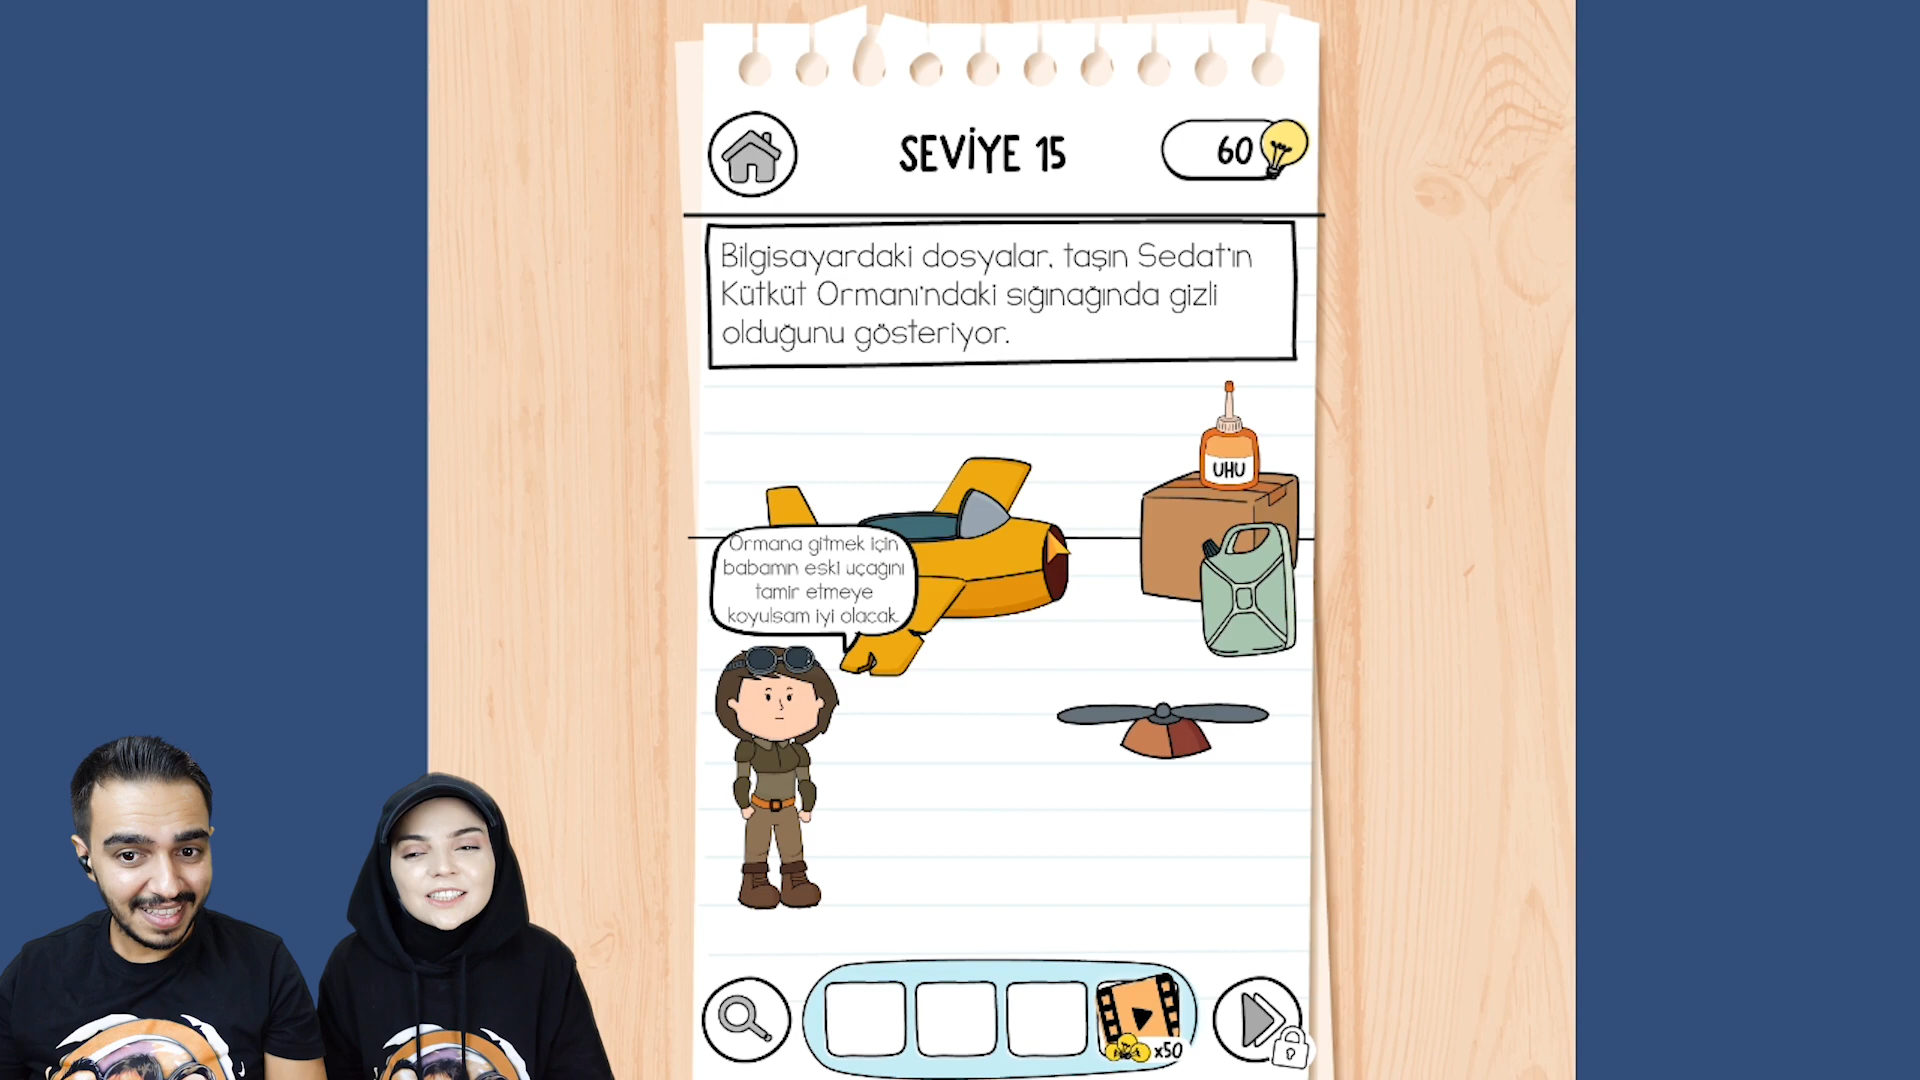 SEVİYE 15
60
Bilgisayardaki dosyalar, taşın Sedat'ın
Kütküt Ormanı'ndaki sığınağında gizli
olduğunu gösteriyor.
UHU
Ormana gitmek için
babamın eski uçağını
tamir etmeye
koyulsam iyi olacak.
x50